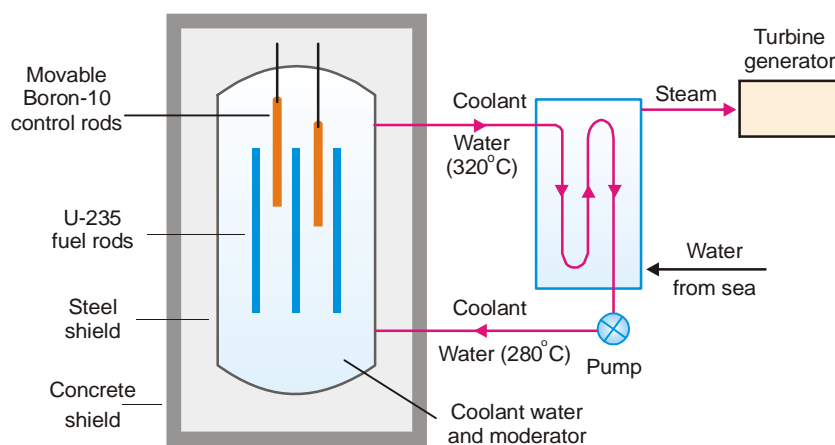 Movable
Boron-10
control rods
U-235
fuel rods
Steel
shield
Concrete
shield
Coolant
Water
(320°C)
Steam
Turbine
generator
Water
from sea
Coolant
Water (280°C)
Pump
Coolant water
and moderator